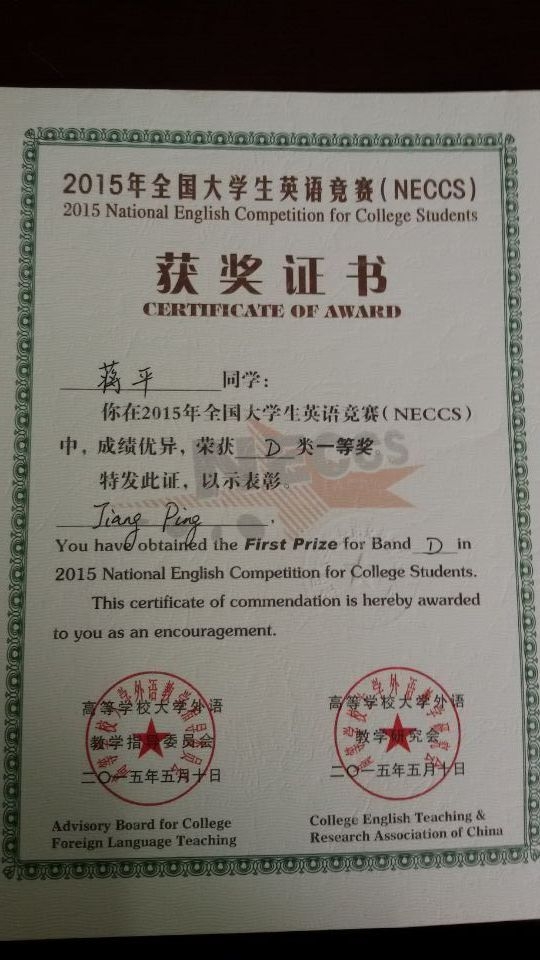 2015年全国大学生英语竞赛(NECCS)
2015 National English Competition for College Students
获奖证书
CERTIFICATE OF AWARD
蒋平 同学:
你在2015年全国大学生英语竞赛(NECCS)
中，成绩优异，荣获 D 类一等奖
特发此证，以示表彰。
NECCS
Jiang Ping ,
You have obtained the First Prize for Band D in
2015 National English Competition for College Students.
This certificate of commendation is hereby awarded
to you as an encouragement.
高等学校大学外语
教学指导委员会
二〇一五年五月十日
Advisory Board for College
Foreign Language Teaching
高等学校大学外语
教学研究会
二〇一五年五月十日
College English Teaching &
Research Association of China